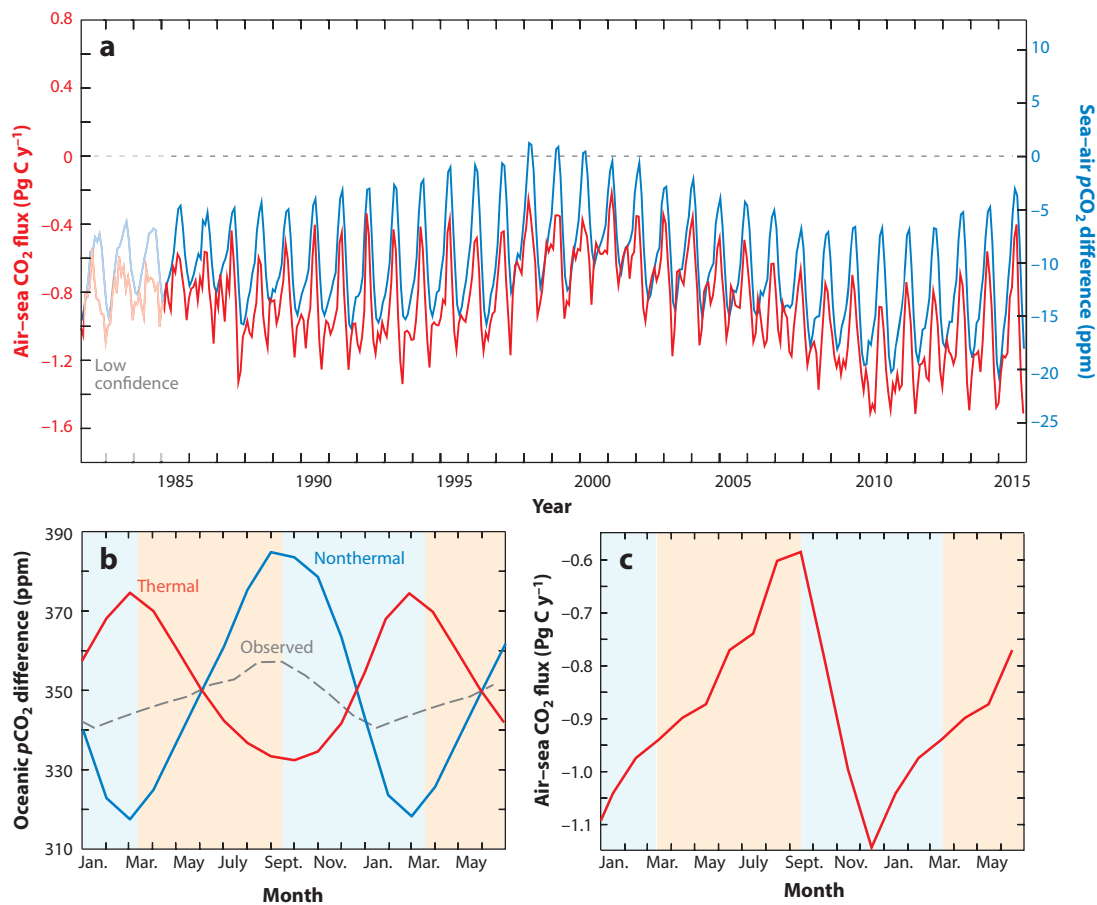 a
Air–sea CO₂ flux (Pg C y⁻¹)
0.8
0.4
0
–0.4
–0.8
–1.2
–1.6
Low
confidence
10
5
0
–5
–10
–15
–20
–25
Sea–air pCO₂ difference (ppm)
1985 1990 1995 2000 2005 2010 2015
Year
b
Oceanic pCO₂ difference (ppm)
390
370
350
330
310
Thermal
Nonthermal
Observed
Jan. Mar. May July Sept. Nov. Jan. Mar. May
Month
c
Air–sea CO₂ flux (Pg C y⁻¹)
–0.6
–0.7
–0.8
–0.9
–1.0
–1.1
Jan. Mar. May July Sept. Nov. Jan. Mar. May
Month